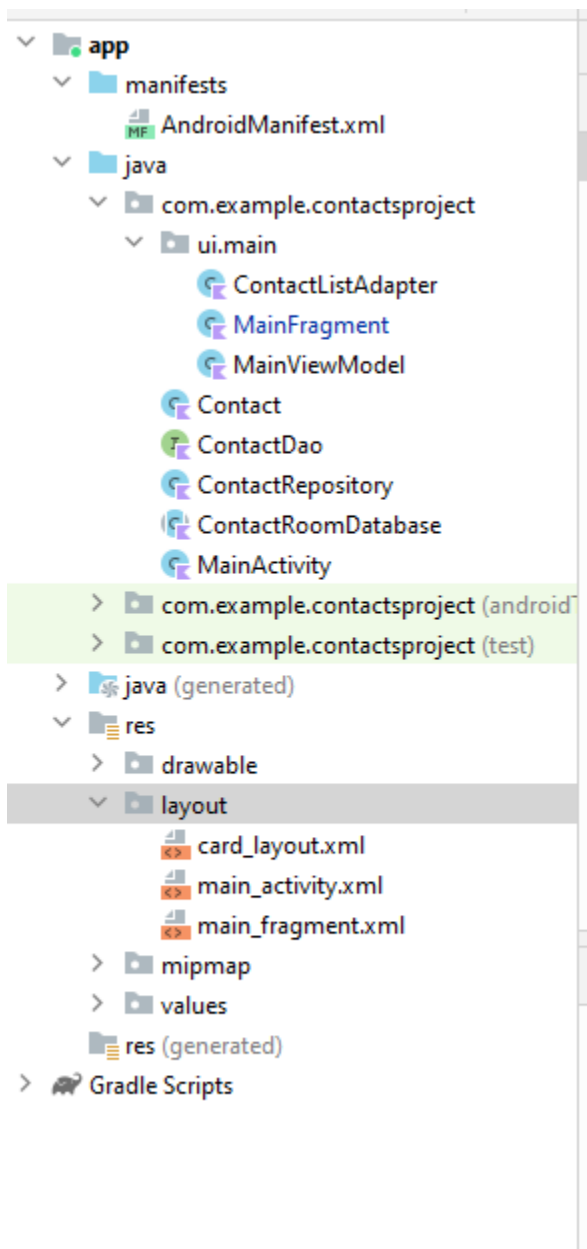 app
manifests
MF AndroidManifest.xml
java
com.example.contactsproject
ui.main
ContactListAdapter
MainFragment
MainViewModel
Contact
ContactDao
ContactRepository
ContactRoomDatabase
MainActivity
com.example.contactsproject (android
com.example.contactsproject (test)
java (generated)
res
drawable
layout
card_layout.xml
main_activity.xml
main_fragment.xml
mipmap
values
res (generated)
Gradle Scripts